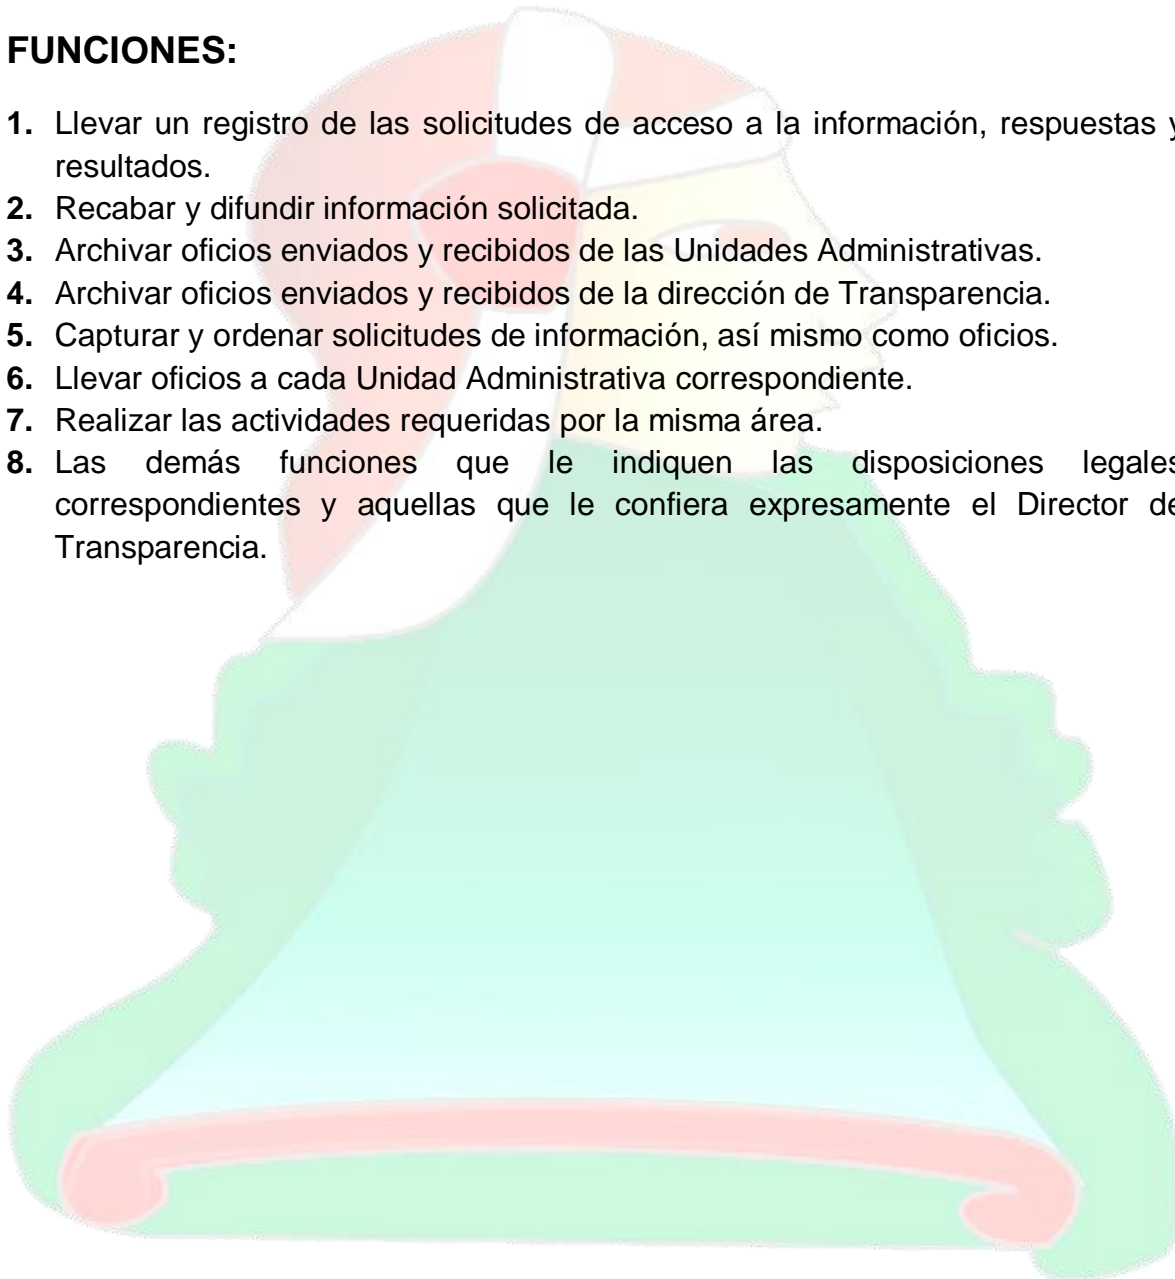 FUNCIONES:
1. Llevar un registro de las solicitudes de acceso a la información, respuestas y
resultados.
2. Recabar y difundir información solicitada.
3. Archivar oficios enviados y recibidos de las Unidades Administrativas.
4. Archivar oficios enviados y recibidos de la dirección de Transparencia.
5. Capturar y ordenar solicitudes de información, así mismo como oficios.
6. Llevar oficios a cada Unidad Administrativa correspondiente.
7. Realizar las actividades requeridas por la misma área.
8. Las demás funciones que le indiquen las disposiciones legales
correspondientes y aquellas que le confiera expresamente el Director de
Transparencia.